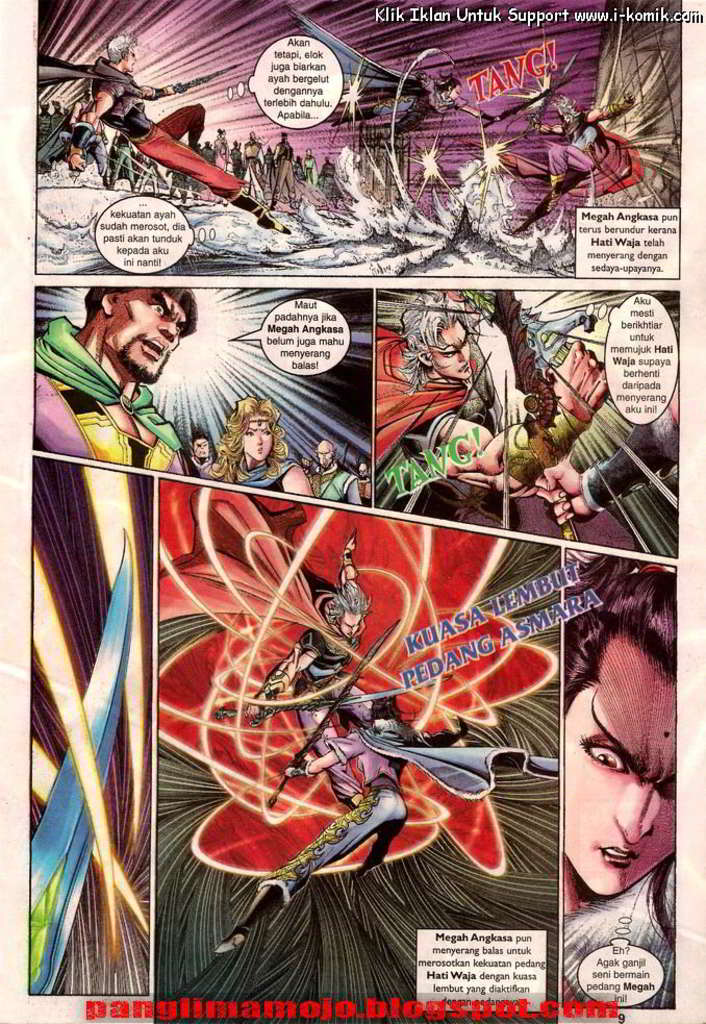 Klik Iklan Untuk Support www.i-komik.com
Akan
tetapi, elok
juga biarkan
ayah bergelut
terlebih dahulu.
Apabila...
TANG!
...
kekuatan ayah
sudah merosot, dia
pasti akan tunduk
kepada aku
ini nanti!
Megah Angkasa pun
terus berundur kerana
Hati Waja telah
menyerang dengan
sedaya-upayanya.
Maut
padahnya jika
Megah Angkasa
belum juga mahu
menyerang
balas!
Aku
mesti
berikhtiar
untuk
memujuk Hati
Waja supaya
berhenti
daripada
menyerang
aku ini!
TANG!
KUASA LEMBUT
PEDANG ASMARA
Megah Angkasa pun
menyerang balas untuk
merosotkan kekuatan pedang
Hati Waja dengan kuasa
lembut yang diaktifkan
dengan pedangnya.
Eh?
Agak ganjil
seni bermain
pedang Megah
ini!
panglimamojo.blogspot.com
9